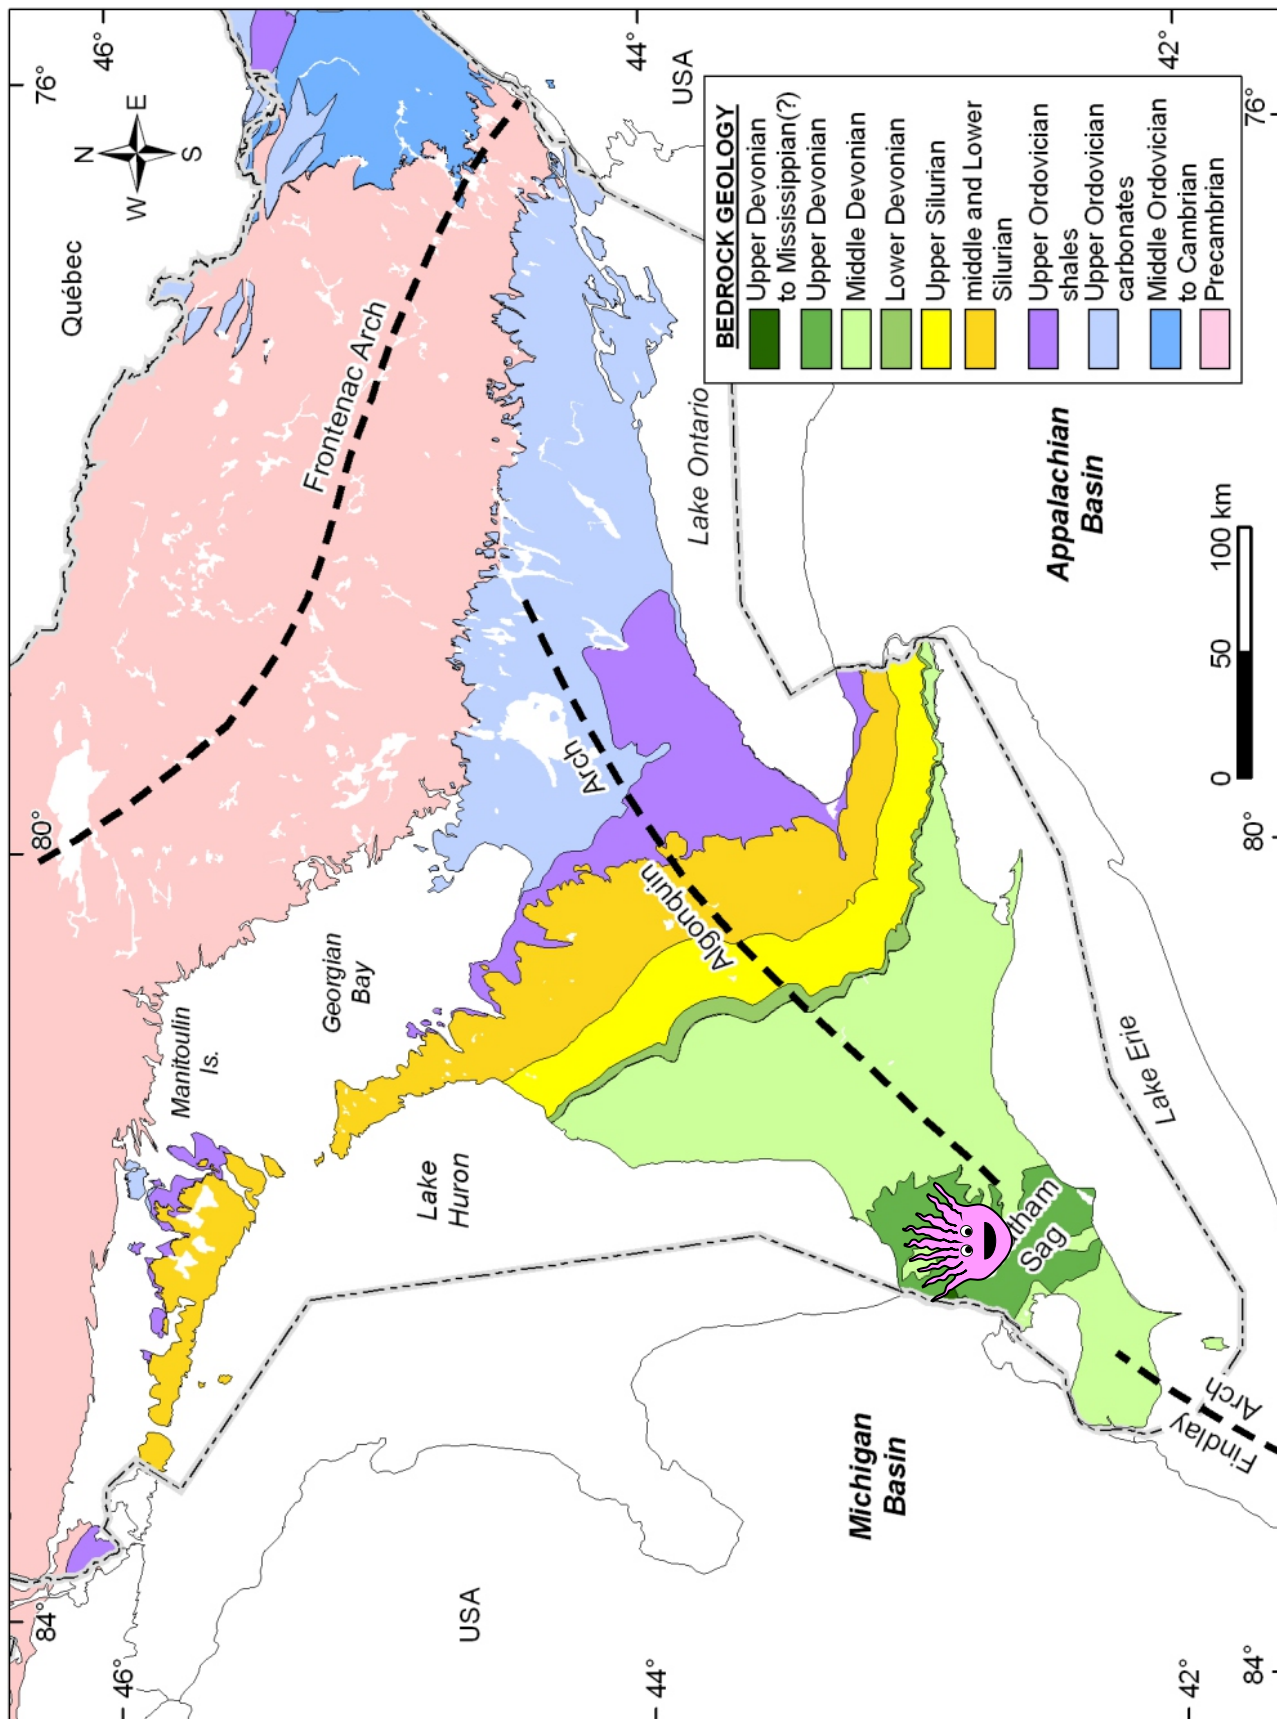 76°
80°
84°
46°
44°
42°
N
W
E
S
Québec
Frontenac Arch
USA
Manitoulin
Is.
Georgian
Bay
Lake
Huron
Lake Ontario
Arch
Algonquin
Appalachian
Basin
Lake Erie
tham
Sag
Findlay
Arch
Michigan
Basin
USA
46°
44°
42°
84°
80°
76°
0
50
100 km
BEDROCK GEOLOGY
Upper Devonian
to Mississippian(?)
Upper Devonian
Middle Devonian
Lower Devonian
Upper Silurian
middle and Lower
Silurian
Upper Ordovician
shales
Upper Ordovician
carbonates
Middle Ordovician
to Cambrian
Precambrian